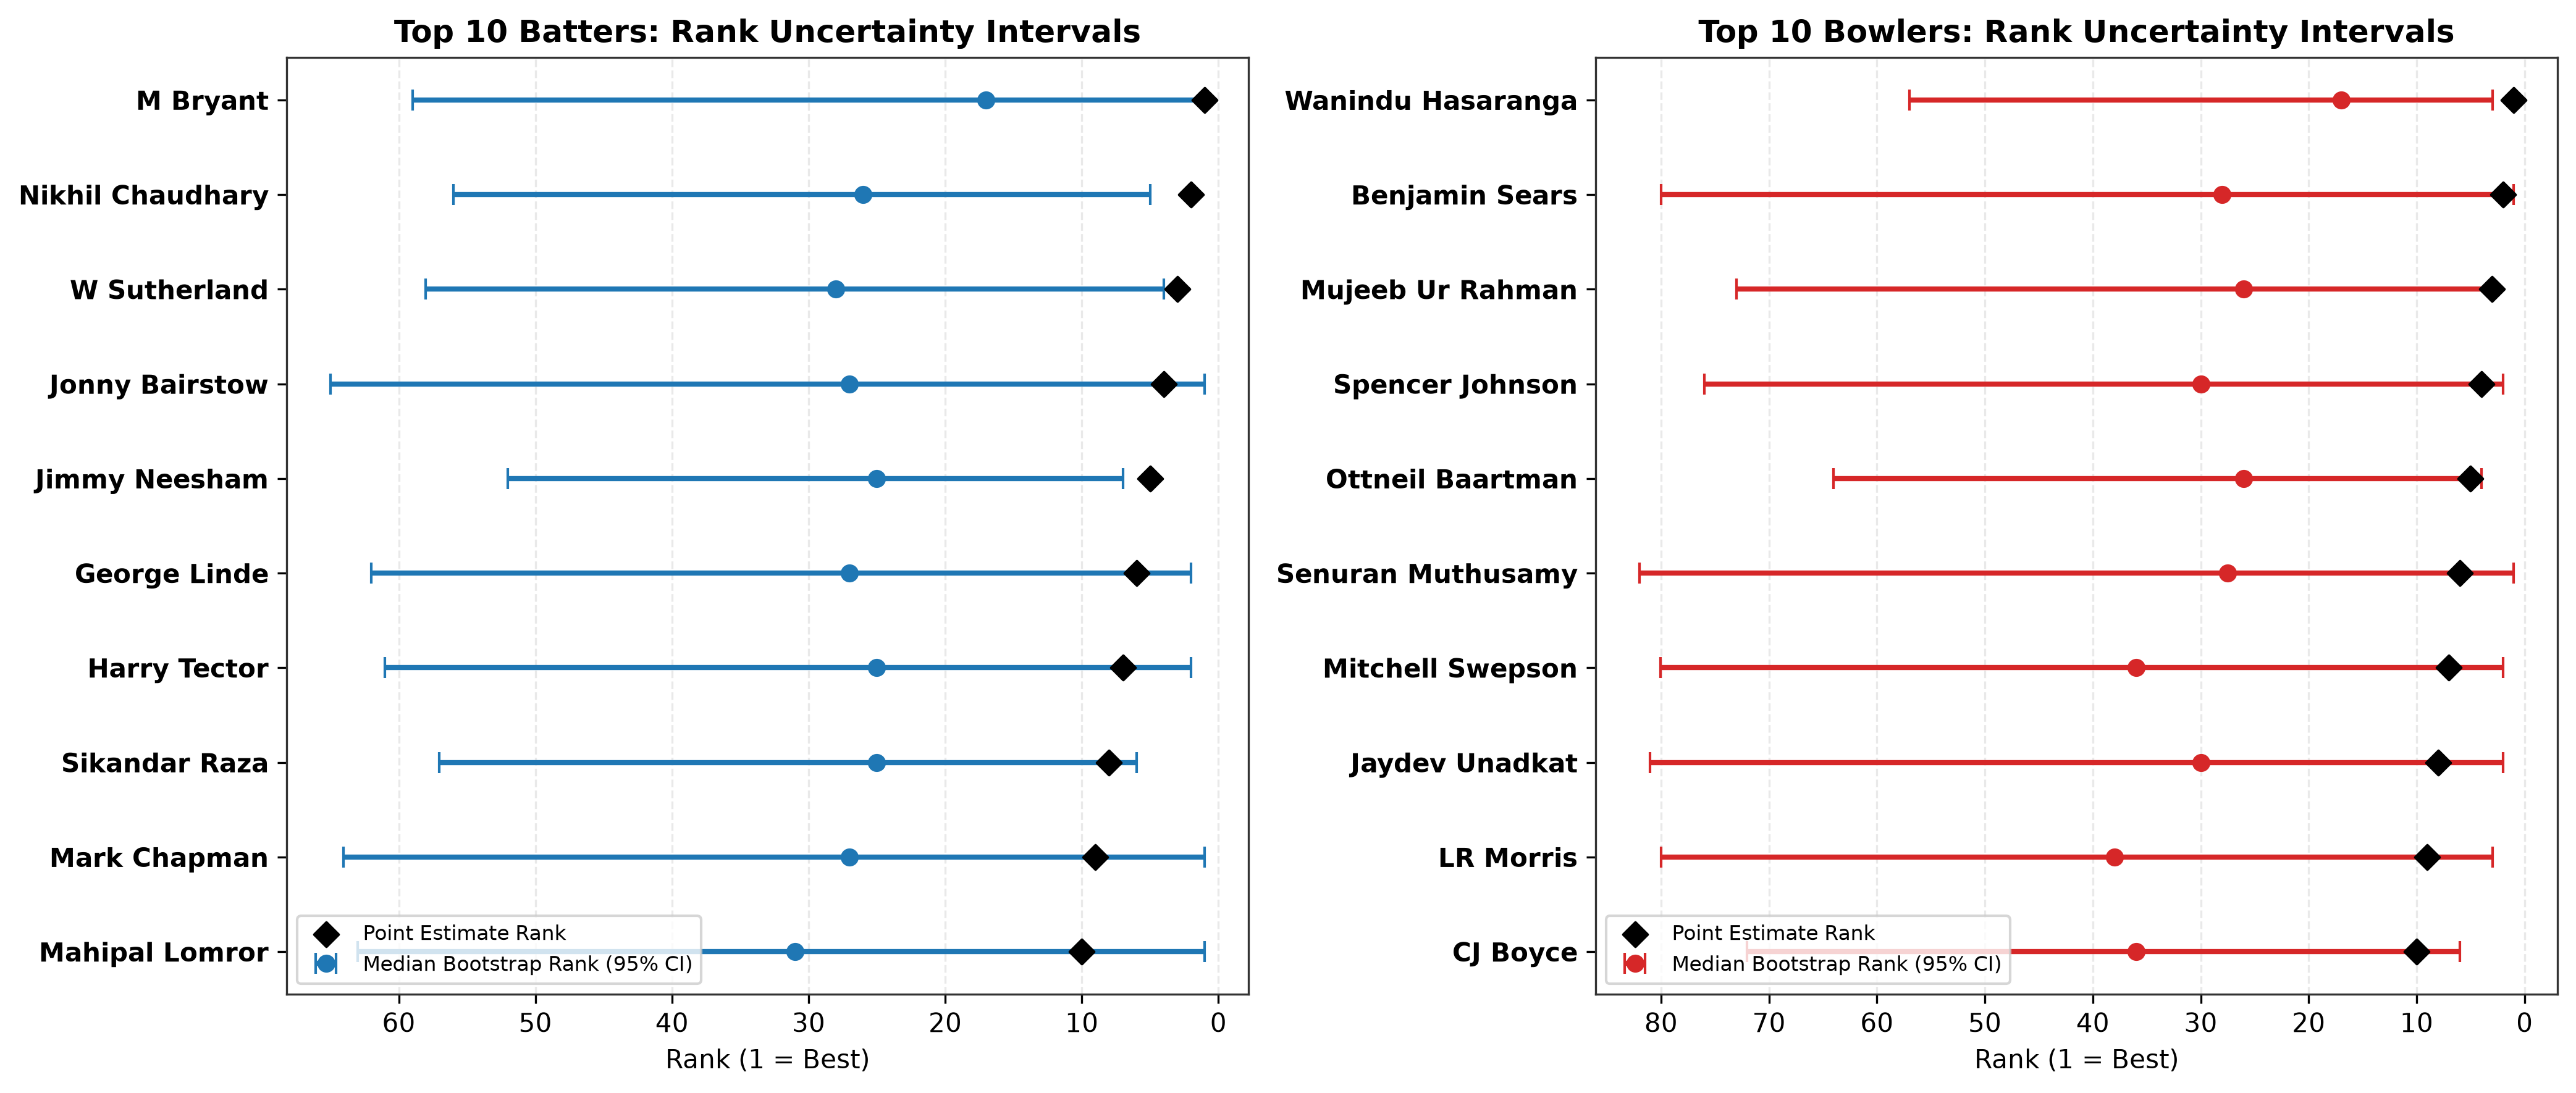 Top 10 Batters: Rank Uncertainty Intervals
M Bryant
Nikhil Chaudhary
W Sutherland
Jonny Bairstow
Jimmy Neesham
George Linde
Harry Tector
Sikandar Raza
Mark Chapman
Mahipal Lomror
Point Estimate Rank
Median Bootstrap Rank (95% CI)
60 50 40 30 20 10 0
Rank (1 = Best)
Top 10 Bowlers: Rank Uncertainty Intervals
Wanindu Hasaranga
Benjamin Sears
Mujeeb Ur Rahman
Spencer Johnson
Ottneil Baartman
Senuran Muthusamy
Mitchell Swepson
Jaydev Unadkat
LR Morris
CJ Boyce
Point Estimate Rank
Median Bootstrap Rank (95% CI)
80 70 60 50 40 30 20 10 0
Rank (1 = Best)